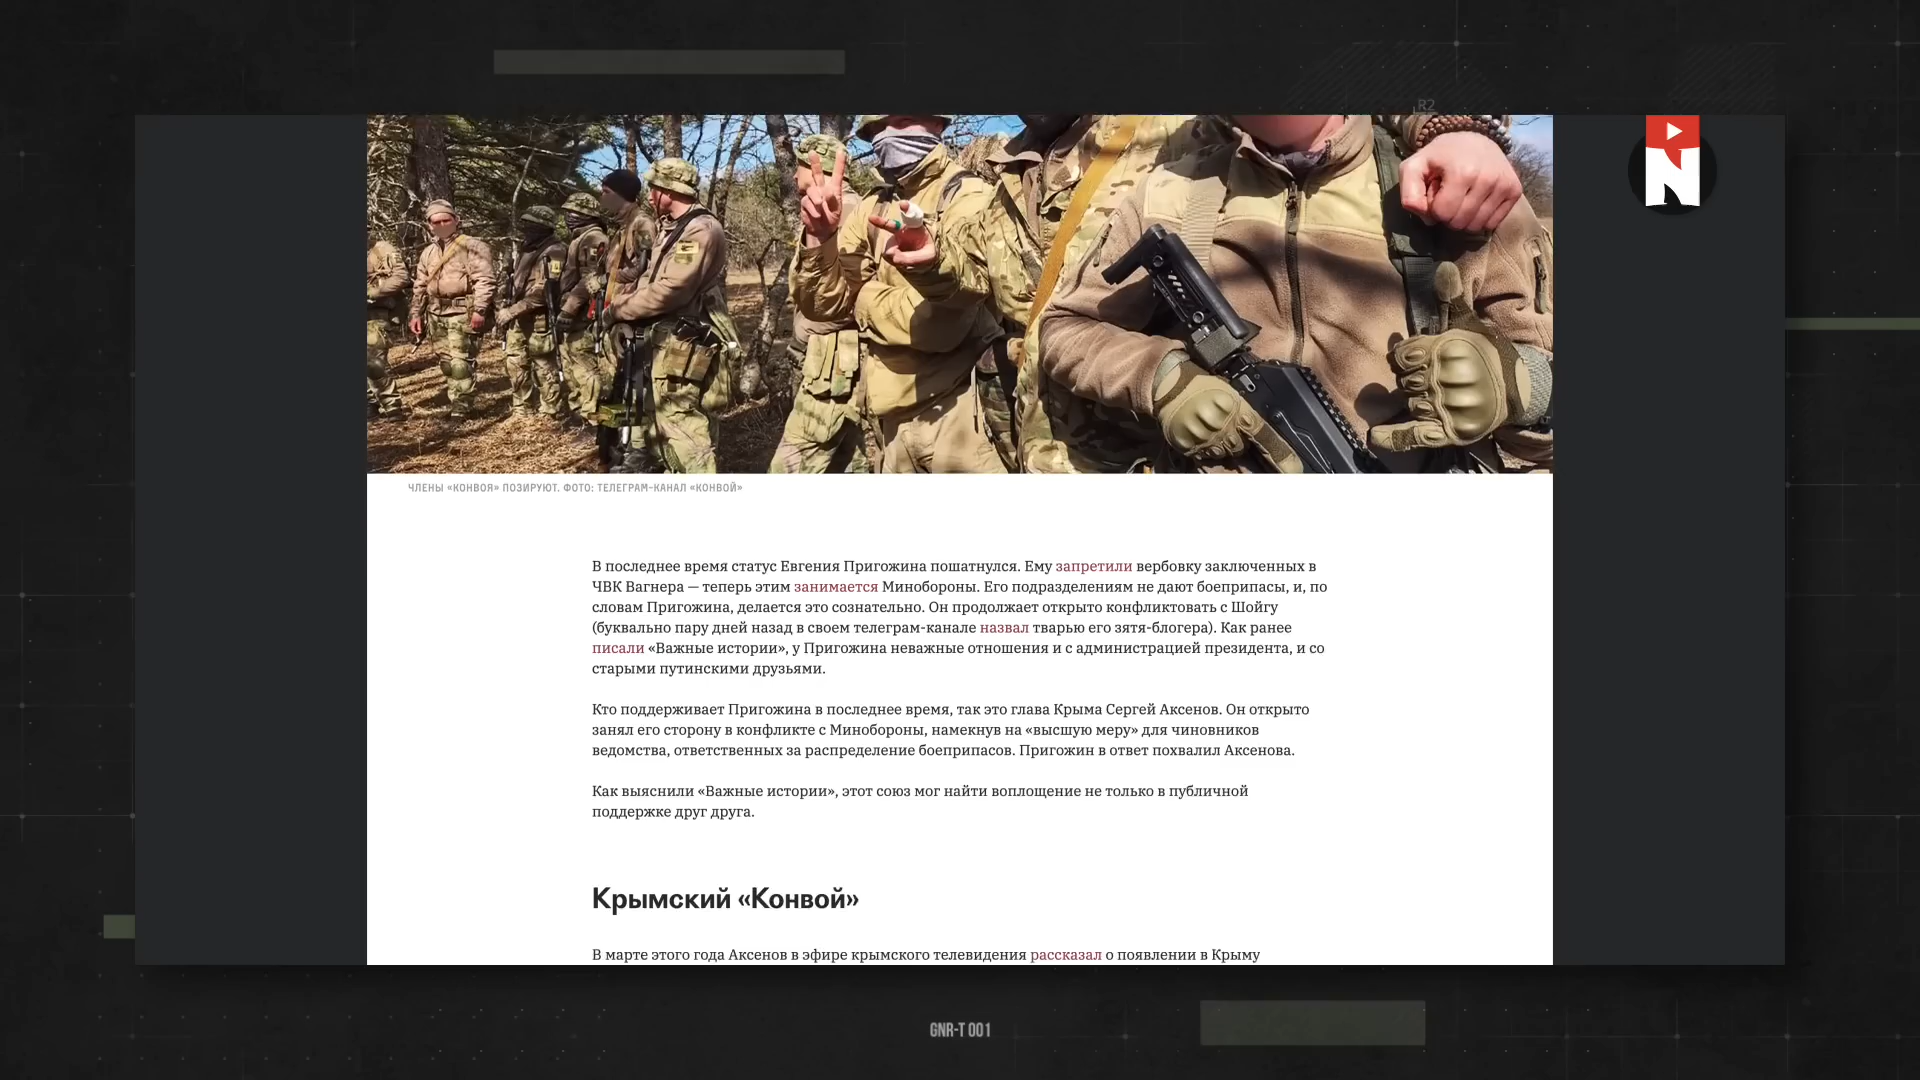 R2
N
ЧЛЕНЫ «КОНВОЯ» ПОЗИРУЮТ. ФОТО: ТЕЛЕГРАМ-КАНАЛ «КОНВОЙ»
В последнее время статус Евгения Пригожина пошатнулся. Ему запретили вербовку заключенных в
ЧВК Вагнера — теперь этим занимается Минобороны. Его подразделениям не дают боеприпасы, и, по
словам Пригожина, делается это сознательно. Он продолжает открыто конфликтовать с Шойгу
(буквально пару дней назад в своем телеграм-канале назвал тварью его зятя-блогера). Как ранее
писали «Важные истории», у Пригожина неважные отношения и с администрацией президента, и со
старыми путинскими друзьями.
Кто поддерживает Пригожина в последнее время, так это глава Крыма Сергей Аксенов. Он открыто
занял его сторону в конфликте с Минобороны, намекнув на «высшую меру» для чиновников
ведомства, ответственных за распределение боеприпасов. Пригожин в ответ похвалил Аксенова.
Как выяснили «Важные истории», этот союз мог найти воплощение не только в публичной
поддержке друг друга.
Крымский «Конвой»
В марте этого года Аксенов в эфире крымского телевидения рассказал о появлении в Крыму
GNR-T 001